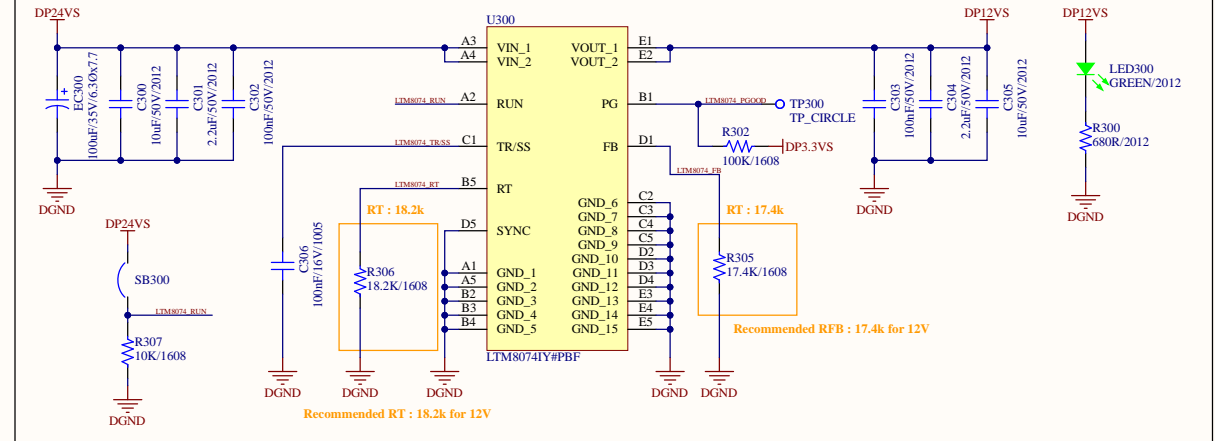 DP24VS
U300
DP12VS
DP12VS
A3 VIN_1 VOUT_1 E1
A4 VIN_2 VOUT_2 E2
+
EC300
100uF/35V/6.3Øx7.7
C300
10uF/50V/2012
C301
2.2uF/50V/2012
C302
100nF/50V/2012
C303
100nF/50V/2012
C304
2.2uF/50V/2012
C305
10uF/50V/2012
LED300
GREEN/2012
R300
680R/2012
LTM8074_RUN A2 RUN PG B1 LTM8074_PGOOD TP300
TP_CIRCLE
R302
100K/1608
DP3.3VS
LTM8074_TR/SS C1 TR/SS FB D1
LTM8074_FB
LTM8074_RT B5 RT
DGND
DGND
DGND
RT : 18.2k
RT : 17.4k
D5 SYNC
GND_6 C2
GND_7 C3
GND_8 C4
GND_9 C5
GND_10 D2
GND_11 D3
GND_12 D4
GND_13 E3
GND_14 E4
GND_15 E5
A1 GND_1
A5 GND_2
B2 GND_3
B3 GND_4
B4 GND_5
DP24VS
SB300
LTM8074_RUN
R307
10K/1608
C306
100nF/16V/1005
R306
18.2K/1608
R305
17.4K/1608
Recommended RFB : 17.4k for 12V
LTM8074IY#PBF
DGND
DGND
DGND
DGND
DGND
DGND
Recommended RT : 18.2k for 12V